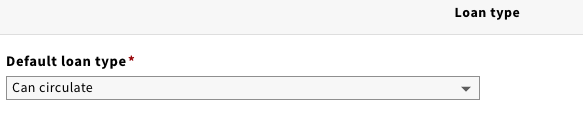 Loan type
Default loan type*
Can circulate